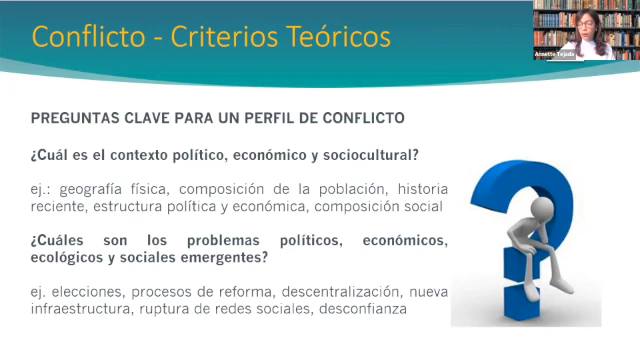 Conflicto - Criterios Teóricos
Annette Tejada
PREGUNTAS CLAVE PARA UN PERFIL DE CONFLICTO
¿Cuál es el contexto político, económico y sociocultural?
ej.: geografía física, composición de la población, historia
reciente, estructura política y económica, composición social
¿Cuáles son los problemas políticos, económicos,
ecológicos y sociales emergentes?
ej. elecciones, procesos de reforma, descentralización, nueva
infraestructura, ruptura de redes sociales, desconfianza